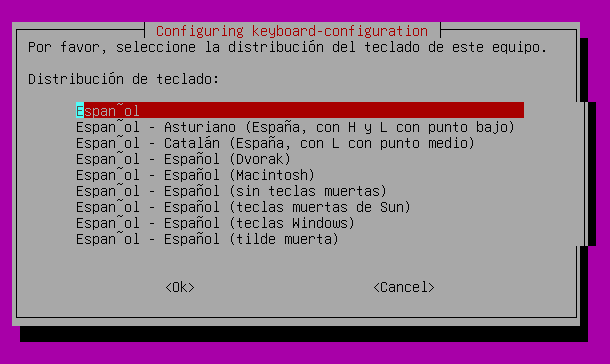 Configuring keyboard-configuration
Por favor, seleccione la distribución del teclado de este equipo.
Distribución de teclado:
Espan~ol
Espan~ol - Asturiano (España, con H y L con punto bajo)
Espan~ol - Catalán (España, con L con punto medio)
Espan~ol - Español (Dvorak)
Espan~ol - Español (Macintosh)
Espan~ol - Español (sin teclas muertas)
Espan~ol - Español (teclas muertas de Sun)
Espan~ol - Español (teclas Windows)
Espan~ol - Español (tilde muerta)
<Ok> <Cancel>